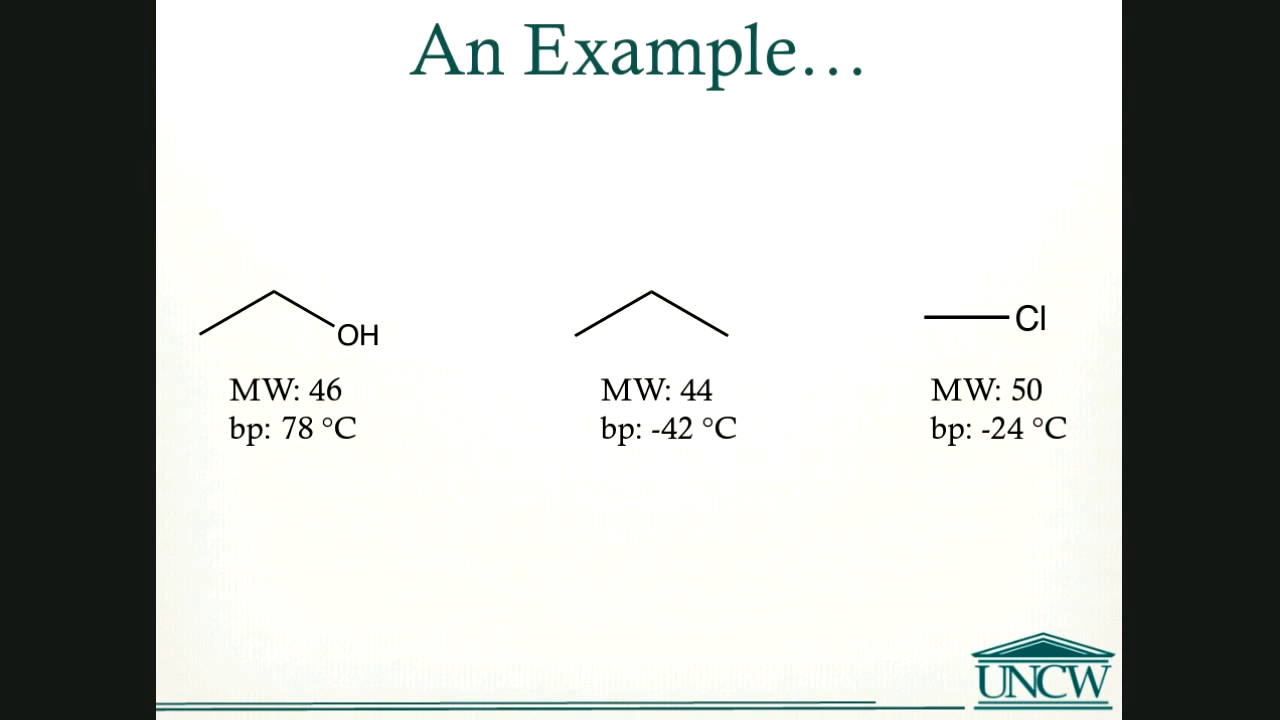 An Example…
OH
Cl
MW: 46
bp: 78 °C
MW: 44
bp: -42 °C
MW: 50
bp: -24 °C
UNCW